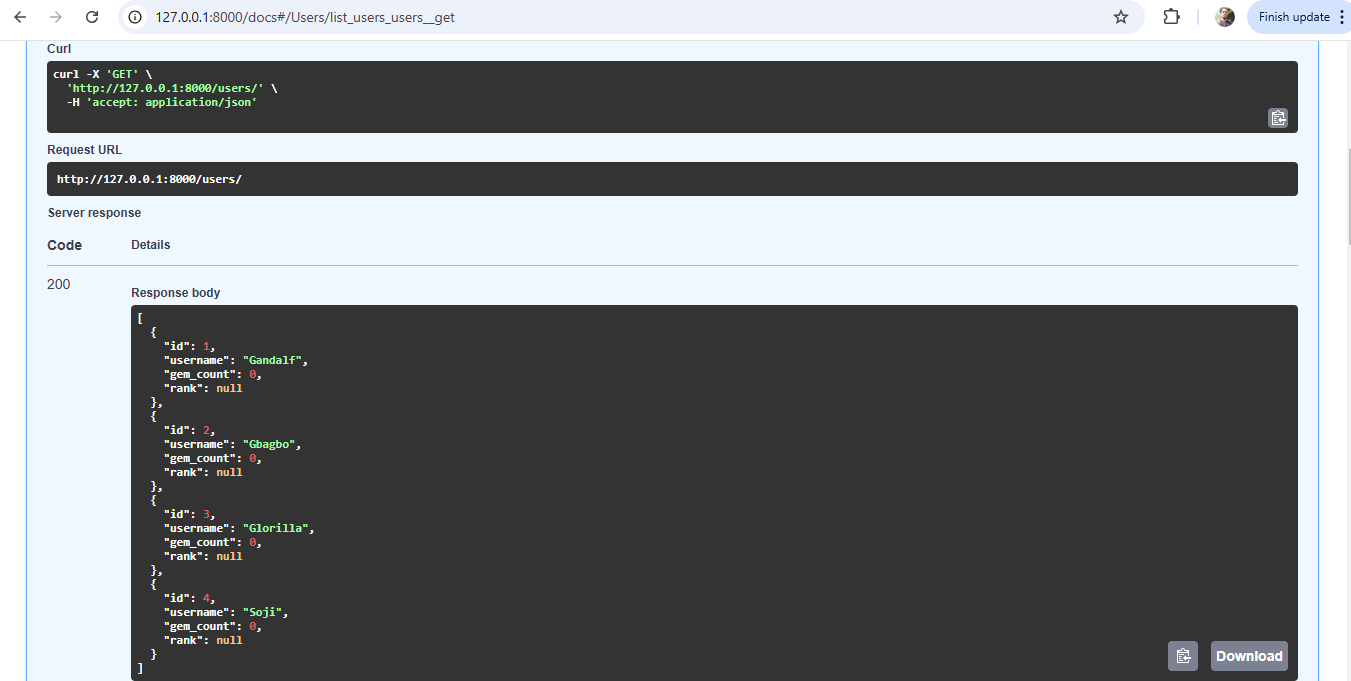 127.0.0.1:8000/docs#/Users/list_users_users__get
Finish update
Curl
curl -X 'GET' \
  'http://127.0.0.1:8000/users/' \
  -H 'accept: application/json'
Request URL
http://127.0.0.1:8000/users/
Server response
Code Details
200
Response body
[
  {
    "id": 1,
    "username": "Gandalf",
    "gem_count": 0,
    "rank": null
  },
  {
    "id": 2,
    "username": "Gbagbo",
    "gem_count": 0,
    "rank": null
  },
  {
    "id": 3,
    "username": "Glorilla",
    "gem_count": 0,
    "rank": null
  },
  {
    "id": 4,
    "username": "Soji",
    "gem_count": 0,
    "rank": null
  }
]
Download